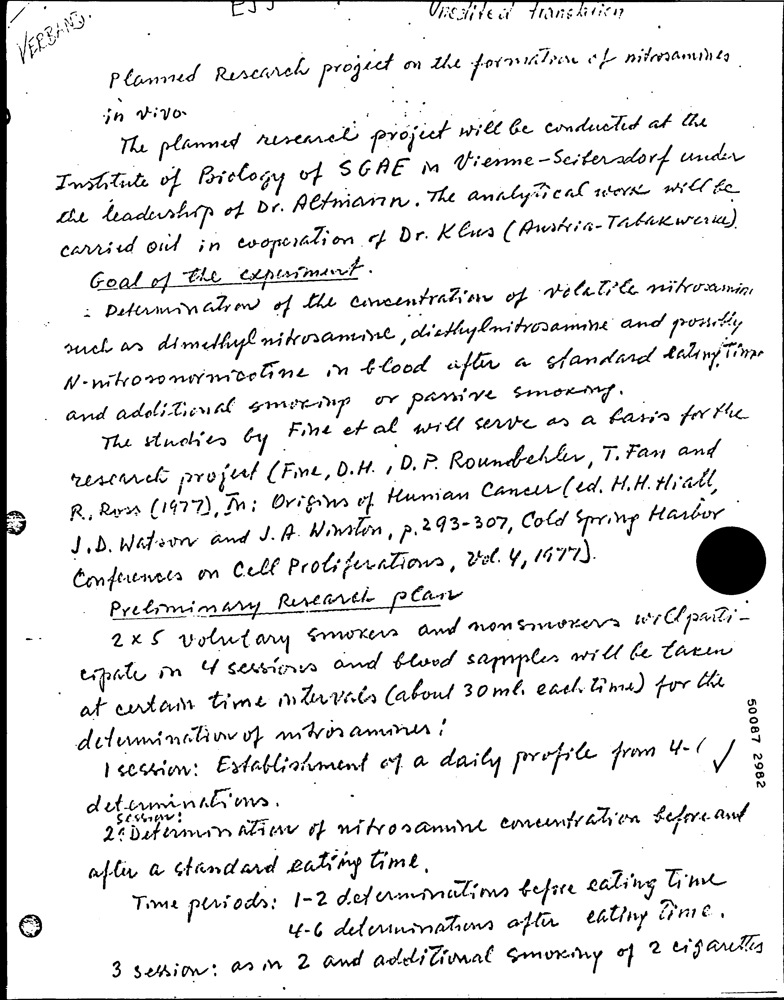 VERBAND.
Unedited translation
Planned Research project on the formation of nitrosamines
in vivo.
The planned research project will be conducted at the
Institute of Biology of SGAE in Vienne-Seibersdorf under
the leadership of Dr. Altmann. The analytical work will be
carried out in cooperation of Dr. Klus (Austria-Tabakwerke).
Goal of the experiment.
Determination of the concentration of volatile nitrosamins
such as dimethylnitrosamine, diethylnitrosamine and possibly
N-nitrosonornicotine in blood after a standard eating time
and additional smoking or passive smoking.
The studies by Fine et al will serve as a basis for the
research project (Fine, D.H., D.P. Roundbehler, T. Fan and
R. Ross (1977), In: Origins of Human Cancer (ed. H.H. Hiatt,
J.D. Watson and J.A. Winston, p. 293-307, Cold Spring Harbor
Conferences on Cell Proliferations, Vol. 4, 1977).
Preliminary Research plan
2 x 5 voluntary smokers and nonsmokers will parti-
cipate in 4 sessions and blood sapmples will be taken
at certain time intervals (about 30 ml. each time) for the
determination of nitrosamines:
1 session: Establishment of a daily profile from 4-6 ✓
determinations.
2. session: Determination of nitrosamine concentration before and
after a standard eating time.
Time periods: 1-2 determinations before eating time
4-6 determinations after eating time.
3 session: as in 2 and additional smoking of 2 cigarettes
50087 2982